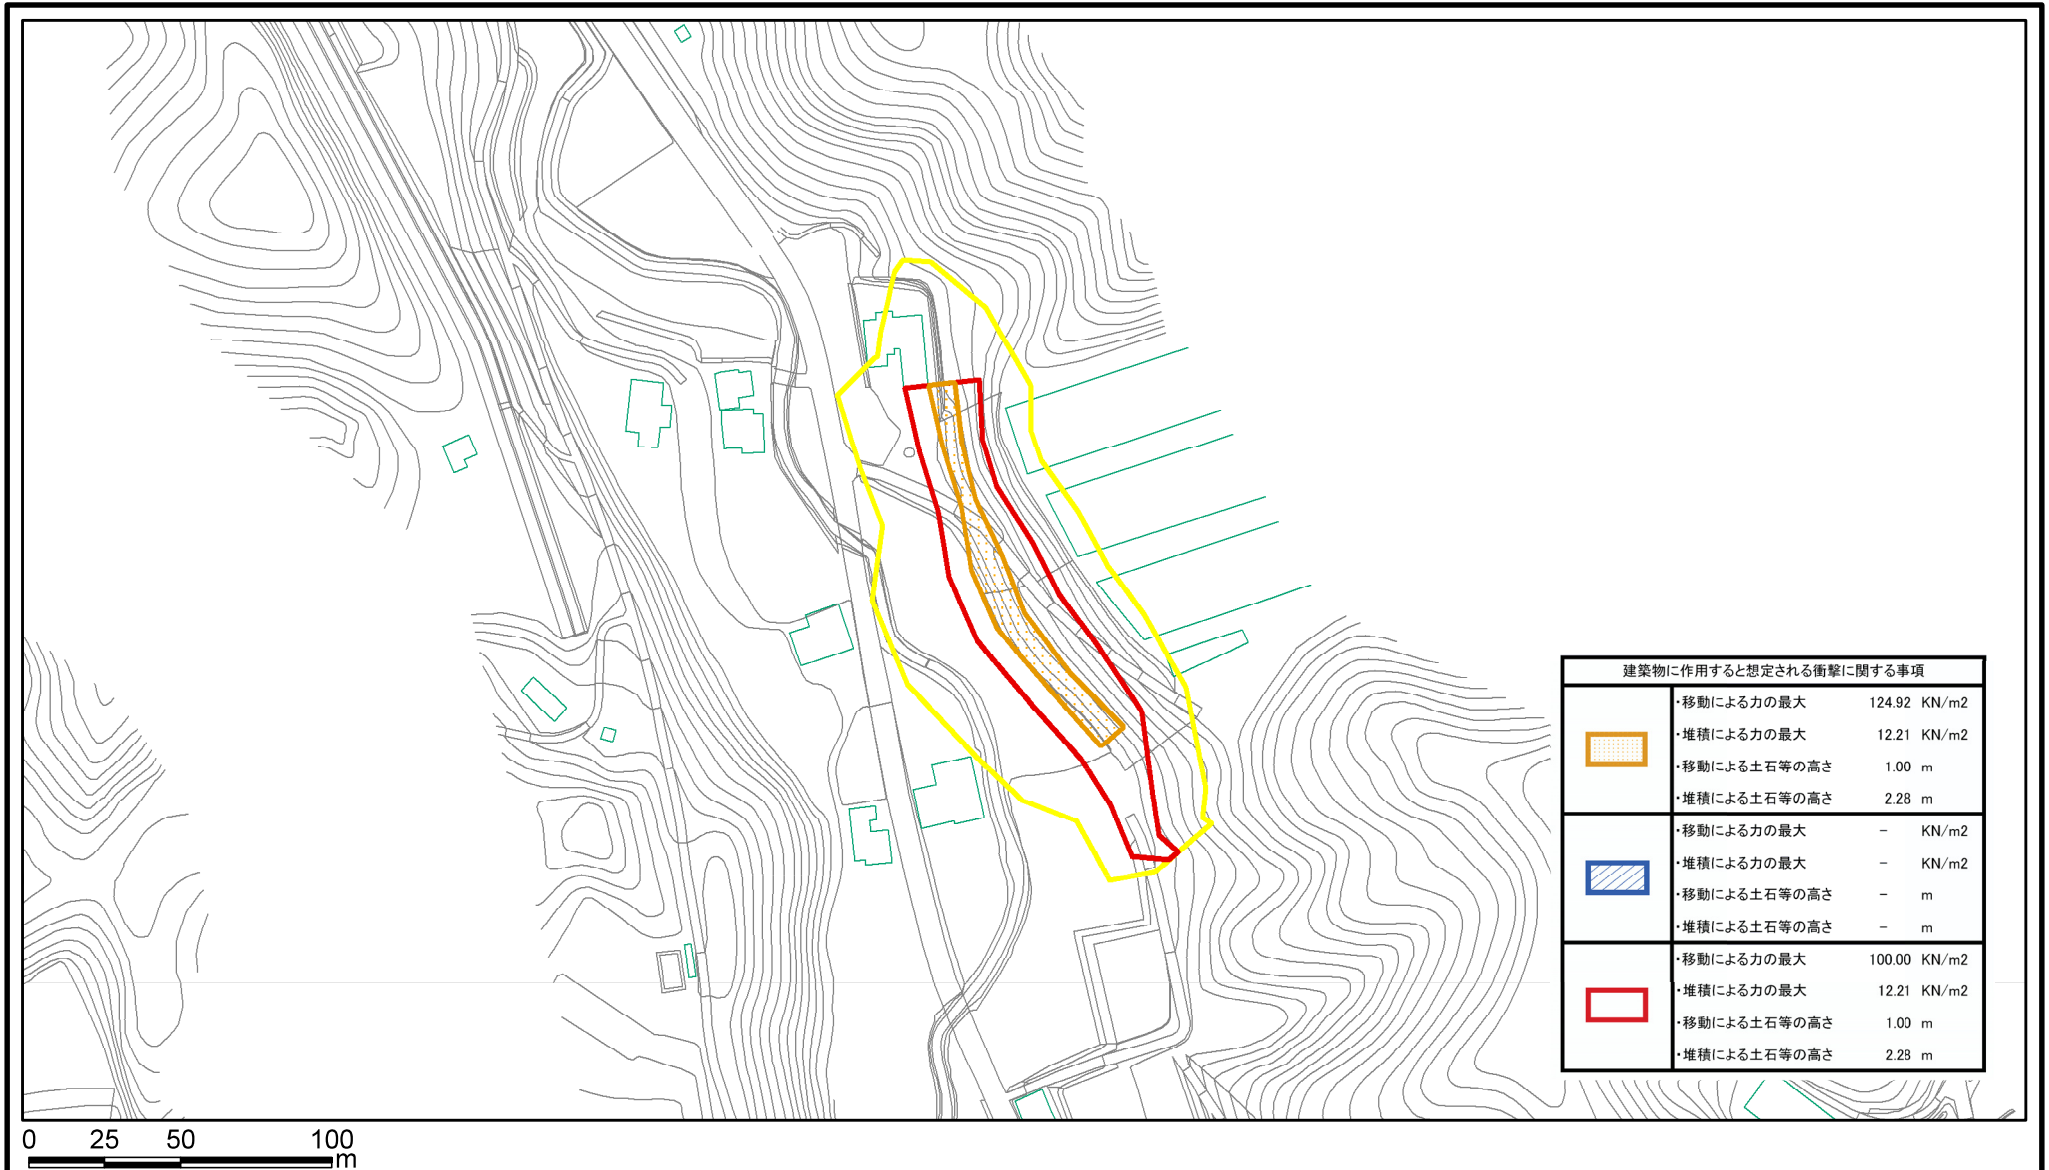 建築物に作用すると想定される衝撃に関する事項
・移動による力の最大 124.92 KN/m2
・堆積による力の最大 12.21 KN/m2
・移動による土石等の高さ 1.00 m
・堆積による土石等の高さ 2.28 m
・移動による力の最大 - KN/m2
・堆積による力の最大 - KN/m2
・移動による土石等の高さ - m
・堆積による土石等の高さ - m
・移動による力の最大 100.00 KN/m2
・堆積による力の最大 12.21 KN/m2
・移動による土石等の高さ 1.00 m
・堆積による土石等の高さ 2.28 m
0 25 50 100
m